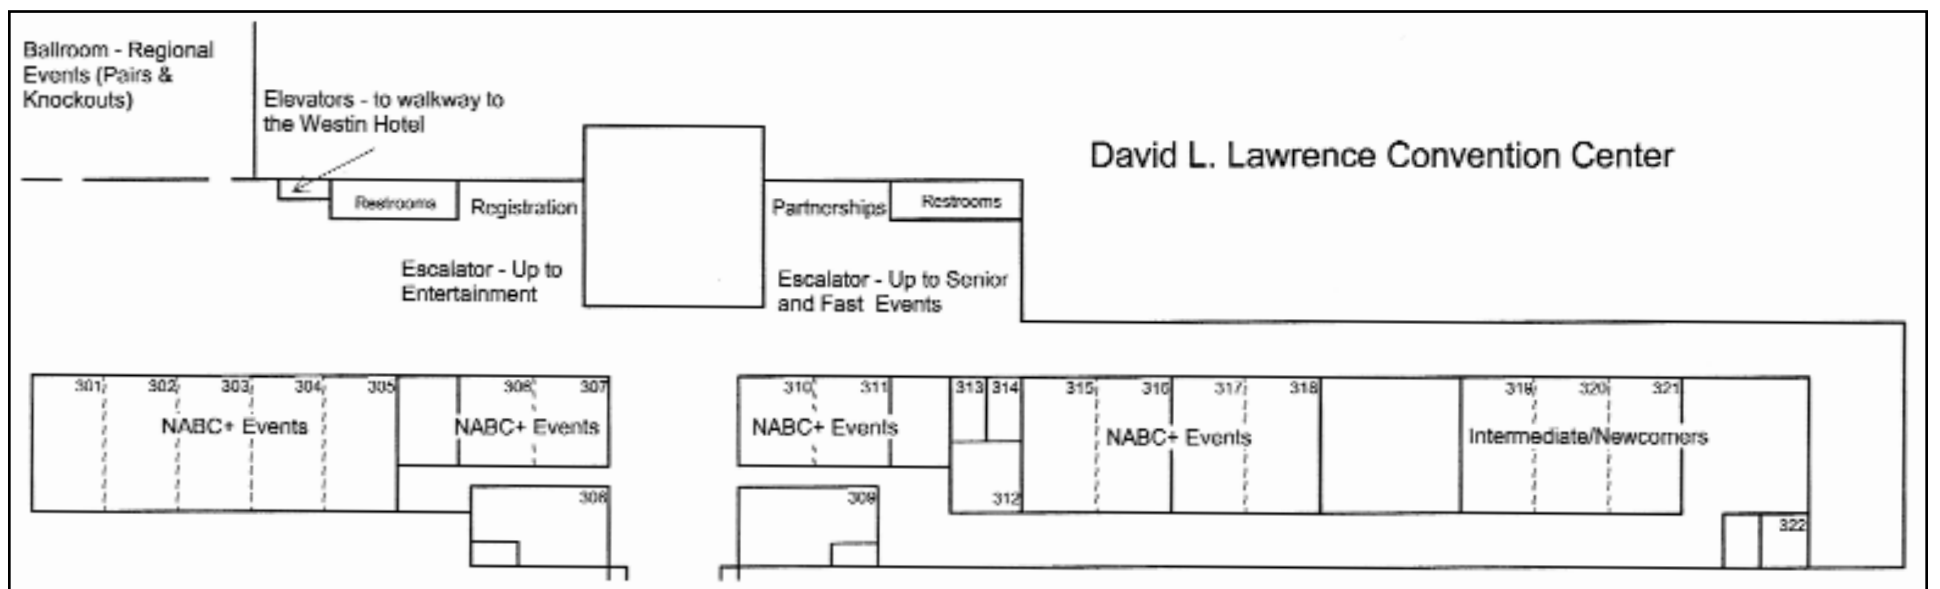 Ballroom - Regional
Events (Pairs &
Knockouts)
Elevators - to walkway to
the Westin Hotel
David L. Lawrence Convention Center
Restrooms
Registration
Partnerships
Restrooms
Escalator - Up to
Entertainment
Escalator - Up to Senior
and Fast Events
301 302 303 304 305 306 307 310 311 313 314 315 316 317 318 319 320 321
NABC+ Events
NABC+ Events
NABC+ Events
NABC+ Events
Intermediate/Newcomers
308 309 312 322